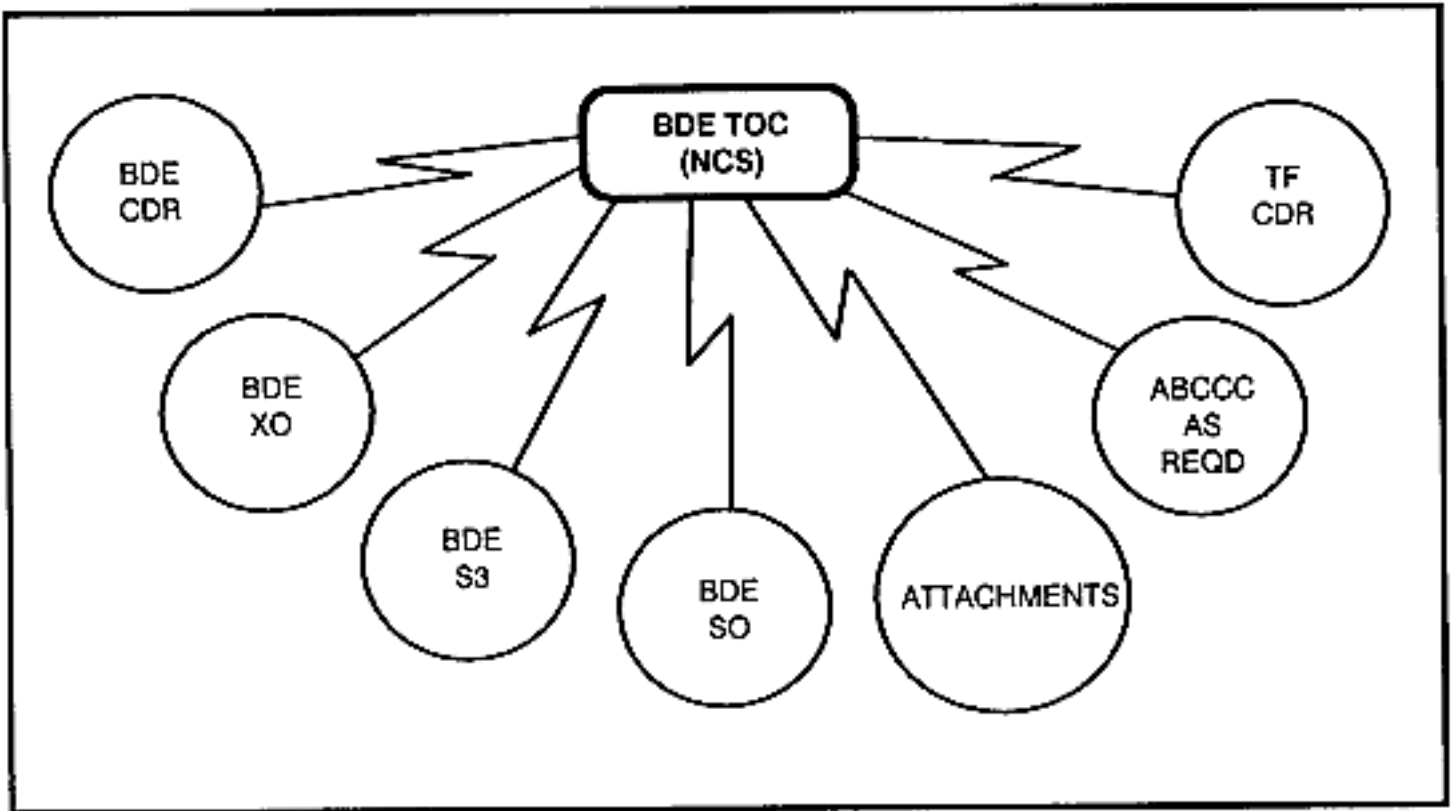 BDE TOC
(NCS)
BDE
CDR
TF
CDR
BDE
XO
ABCCC
AS
REQD
BDE
S3
BDE
SO
ATTACHMENTS